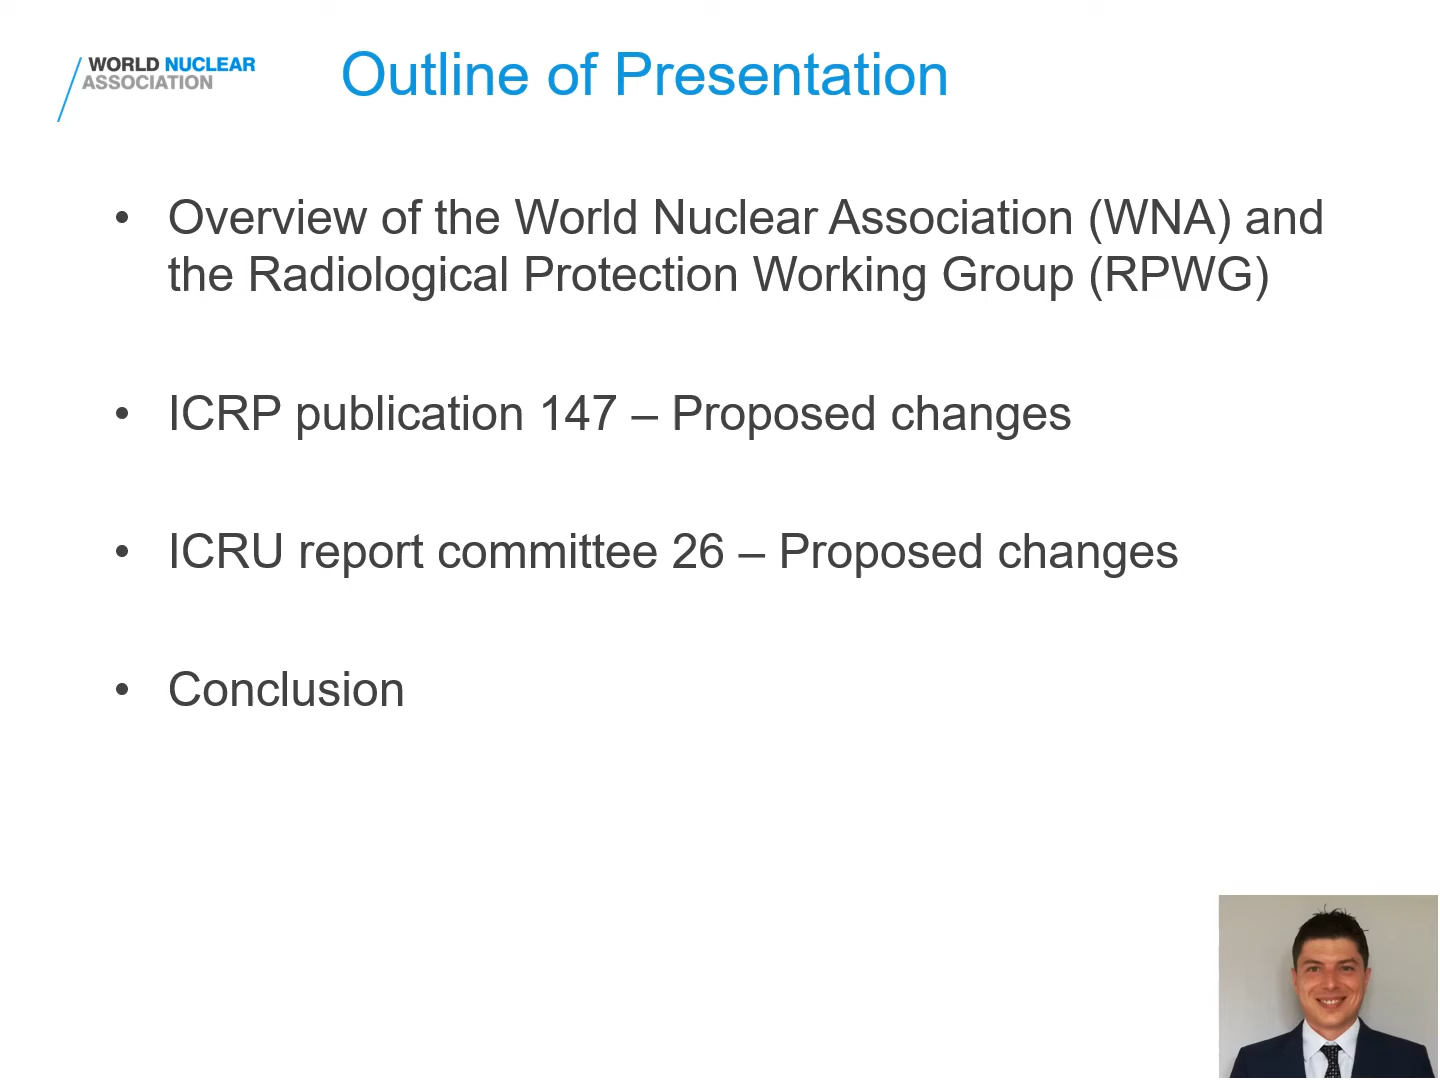 WORLD NUCLEAR
ASSOCIATION
Outline of Presentation
• Overview of the World Nuclear Association (WNA) and
the Radiological Protection Working Group (RPWG)
• ICRP publication 147 – Proposed changes
• ICRU report committee 26 – Proposed changes
• Conclusion